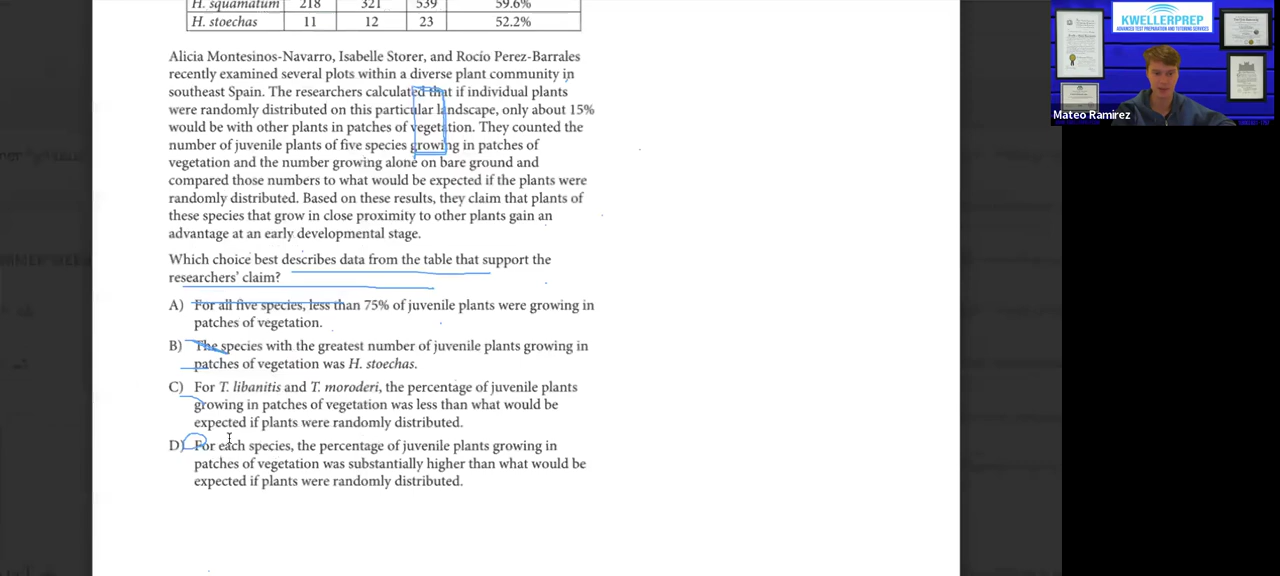 H. squamatum 218 321 539 59.6%
H. stoechas 11 12 23 52.2%
Alicia Montesinos-Navarro, Isabelle Storer, and Rocío Perez-Barrales
recently examined several plots within a diverse plant community in
southeast Spain. The researchers calculated that if individual plants
were randomly distributed on this particular landscape, only about 15%
would be with other plants in patches of vegetation. They counted the
number of juvenile plants of five species growing in patches of
vegetation and the number growing alone on bare ground and
compared those numbers to what would be expected if the plants were
randomly distributed. Based on these results, they claim that plants of
these species that grow in close proximity to other plants gain an
advantage at an early developmental stage.
Which choice best describes data from the table that support the
researchers' claim?
A) For all five species, less than 75% of juvenile plants were growing in
patches of vegetation.
B) The species with the greatest number of juvenile plants growing in
patches of vegetation was H. stoechas.
C) For T. libanitis and T. moroderi, the percentage of juvenile plants
growing in patches of vegetation was less than what would be
expected if plants were randomly distributed.
D) For each species, the percentage of juvenile plants growing in
patches of vegetation was substantially higher than what would be
expected if plants were randomly distributed.
KWELLERPREP
ADVANCED TEST PREPARATION AND TUTORING SERVICES
Mateo Ramirez